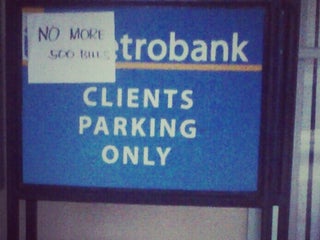 NO MORE
500 BILLS
etrobank
CLIENTS
PARKING
ONLY